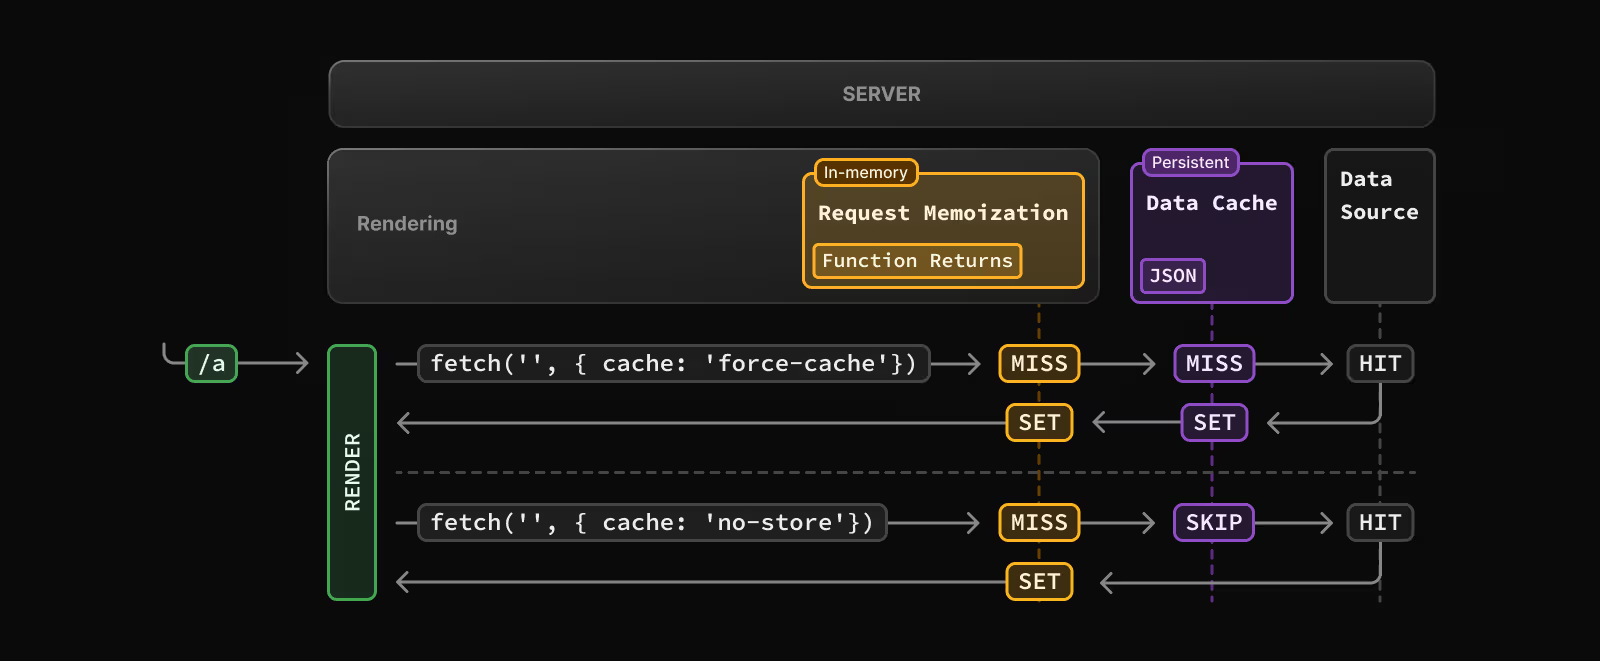 SERVER
Rendering
In-memory
Request Memoization
Function Returns
Persistent
Data Cache
JSON
Data
Source
/a
RENDER
fetch('', { cache: 'force-cache'})
MISS
MISS
HIT
SET
SET
fetch('', { cache: 'no-store'})
MISS
SKIP
HIT
SET